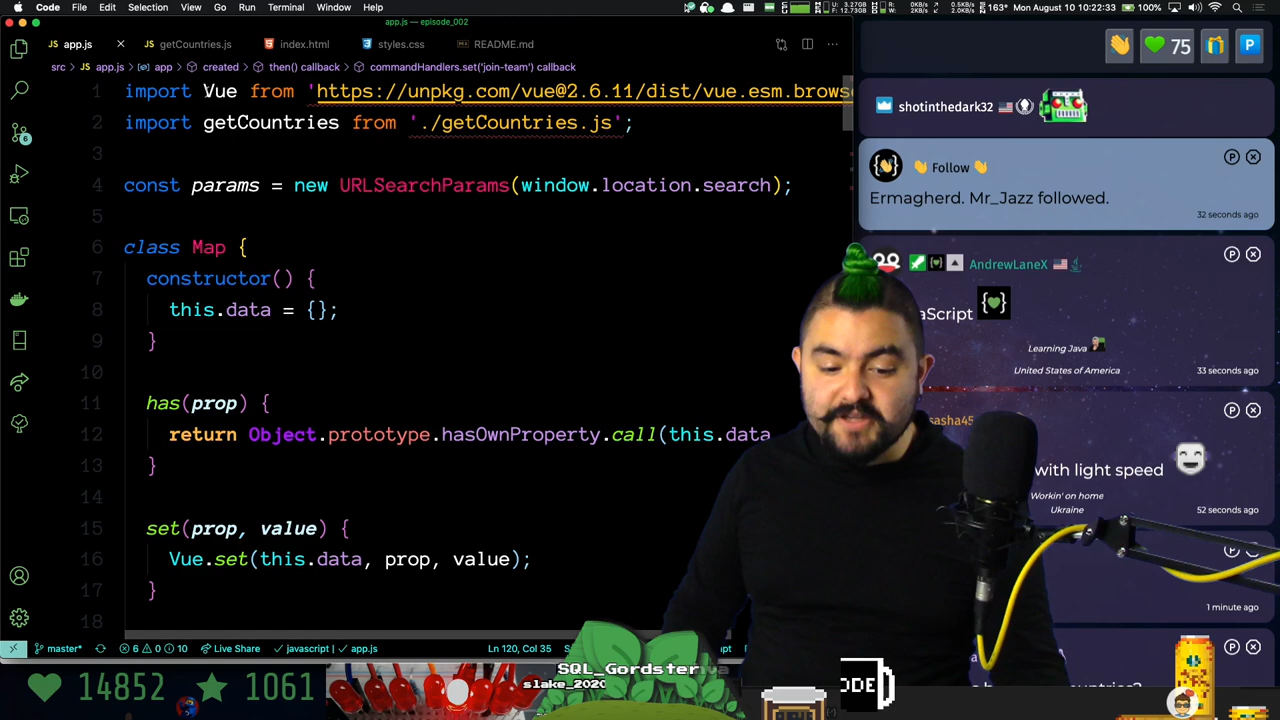 Code File Edit Selection View Go Run Terminal Window Help
163* Mon August 10 10:22:33
app.js — episode_002
app.js getCountries.js index.html styles.css README.md
src app.js app created then() callback commandHandlers.set('join-team') callback
1 import Vue from 'https://unpkg.com/vue@2.6.11/dist/vue.esm.brows
2 import getCountries from './getCountries.js';
3
4 const params = new URLSearchParams(window.location.search);
5
6 class Map {
7 constructor() {
8 this.data = {};
9 }
10
11 has(prop) {
12 return Object.prototype.hasOwnProperty.call(this.data
13 }
14
15 set(prop, value) {
16 Vue.set(this.data, prop, value);
17 }
18
master* 6 0 10 Live Share javascript | app.js Ln 120, Col 35
75 P
shotinthedark32
P
Follow
Ermagherd. Mr_Jazz followed.
32 seconds ago
P
AndrewLaneX
aScript
Learning Java
United States of America
33 seconds ago
P
sasha45
with light speed
Workin' on home
Ukraine
52 seconds ago
1 minute ago
14852 1061
SQL_Gordster
slake_2020